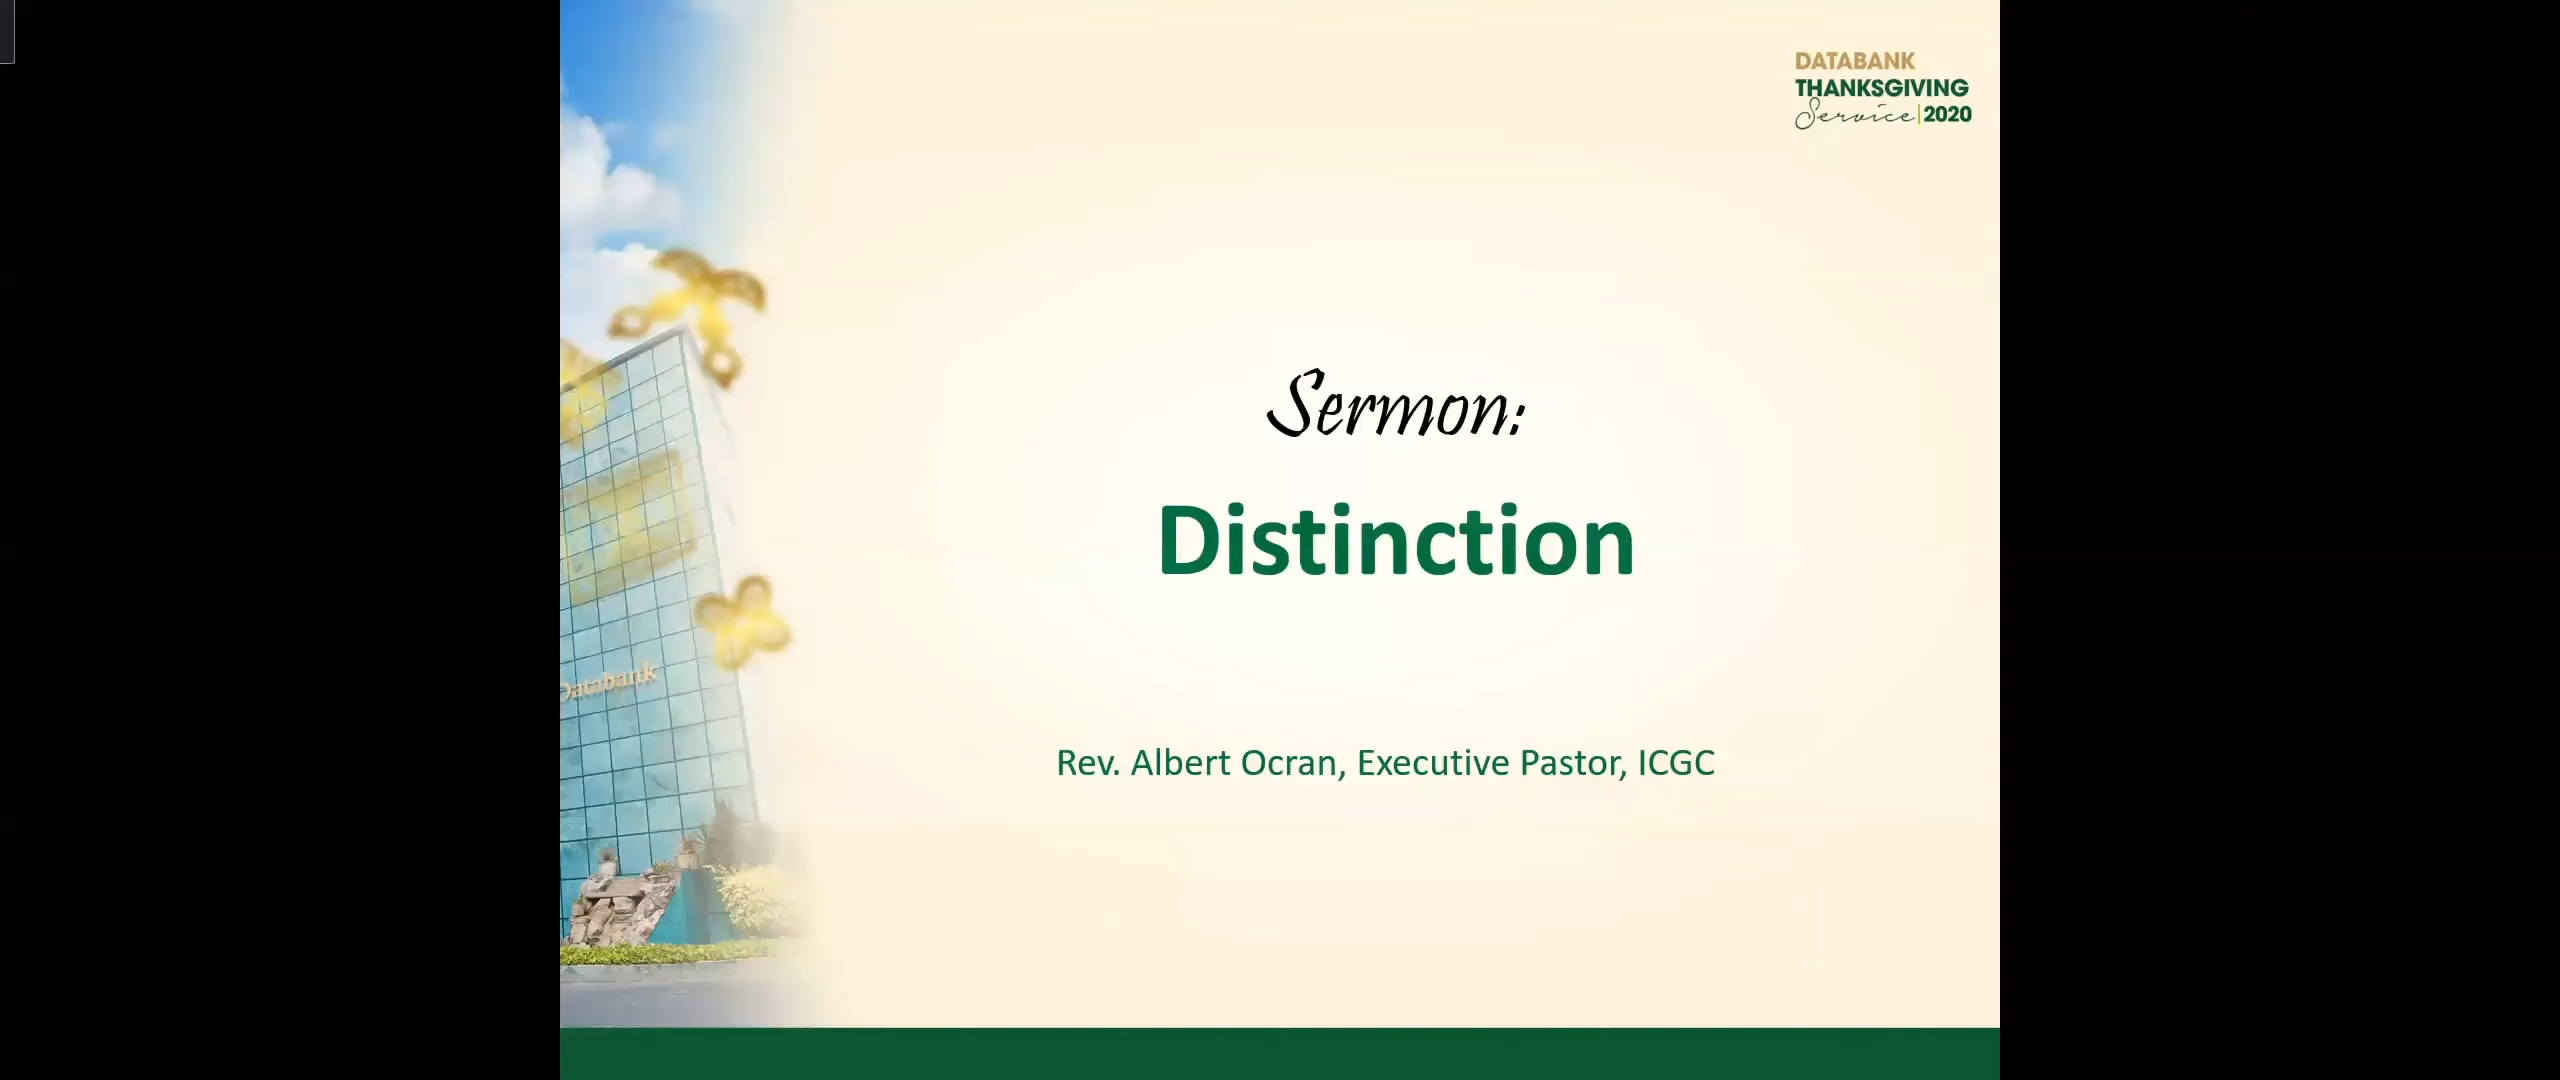 DATABANK
THANKSGIVING
Service | 2020
Sermon:
Distinction
Databank
Rev. Albert Ocran, Executive Pastor, ICGC